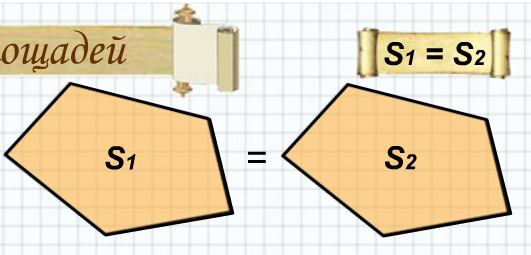 ощадей
S1 = S2
S1 = S2